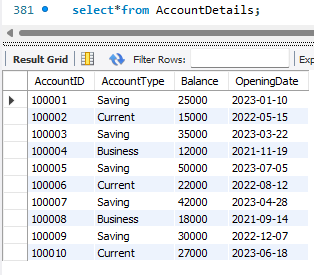 381 select*from AccountDetails;
Result Grid Filter Rows: Exp
AccountID AccountType Balance OpeningDate
100001 Saving 25000 2023-01-10
100002 Current 15000 2022-05-15
100003 Saving 35000 2023-03-22
100004 Business 12000 2021-11-19
100005 Saving 50000 2023-07-05
100006 Current 22000 2022-08-12
100007 Saving 42000 2023-04-28
100008 Business 18000 2021-09-14
100009 Saving 30000 2022-12-07
100010 Current 27000 2023-06-18